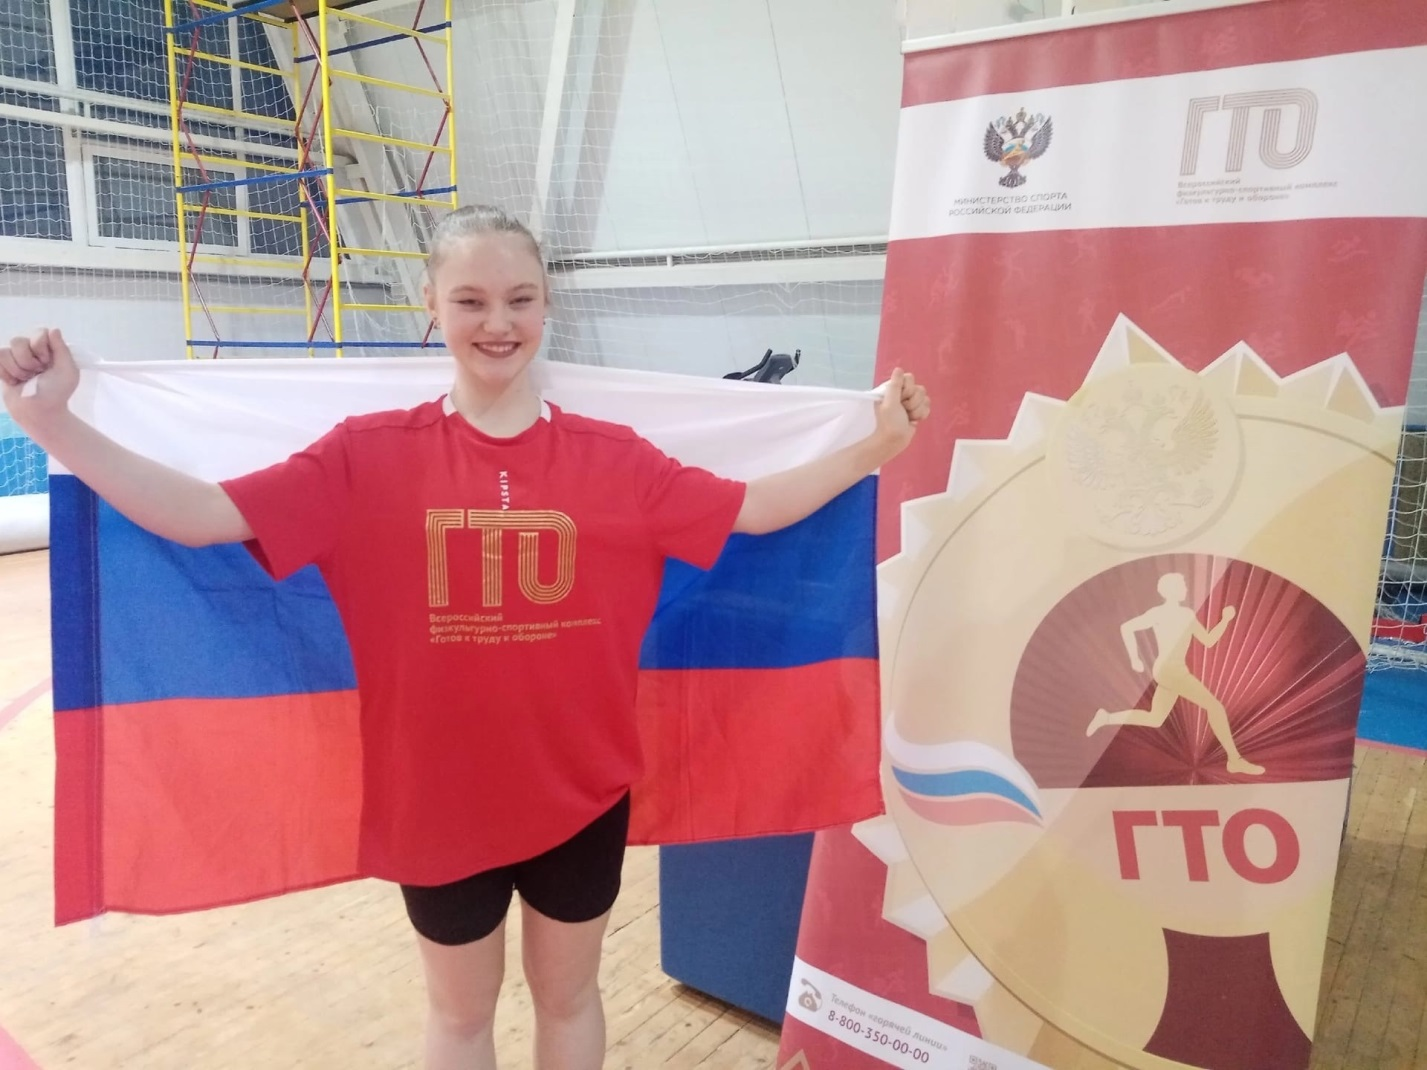 KIPSTA
ГТО
Всероссийский
физкультурно-спортивный комплекс
«Готов к труду и обороне»
МИНИСТЕРСТВО СПОРТА
РОССИЙСКОЙ ФЕДЕРАЦИИ
ГТО
Всероссийский
физкультурно-спортивный комплекс
«Готов к труду и обороне»
ГТО
Телефон «горячей линии»
8-800-350-00-00